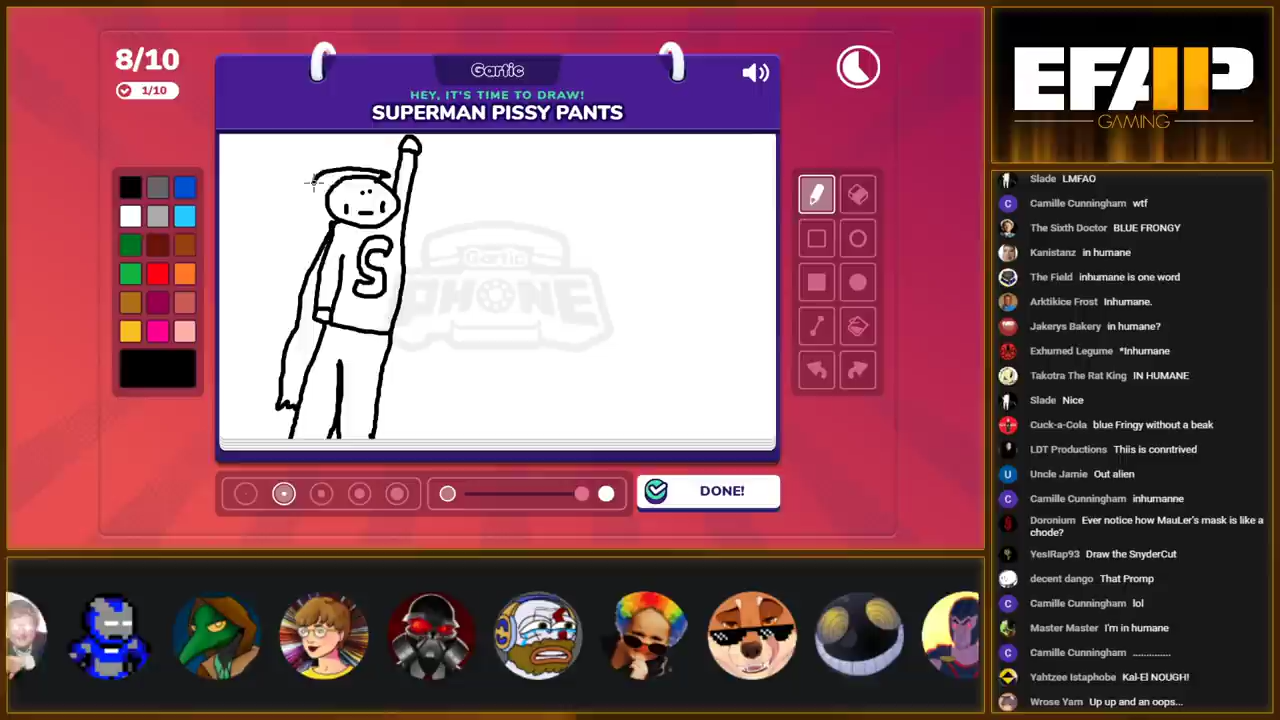 8/10
1/10
Gartic
HEY, IT'S TIME TO DRAW!
SUPERMAN PISSY PANTS
S
Gartic
PHONE
DONE!
EFAP
GAMING
Slade LMFAO
Camille Cunningham wtf
The Sixth Doctor BLUE FRONGY
Kanistanz in humane
The Field inhumane is one word
Arktikice Frost Inhumane.
Jakerys Bakery in humane?
Exhumed Legume *Inhumane
Takotra The Rat King IN HUMANE
Slade Nice
Cuck-a-Cola blue Fringy without a beak
LDT Productions Thiis is conntrived
Uncle Jamie Out alien
Camille Cunningham inhumanne
Doronium Ever notice how MauLer's mask is like a
chode?
YesIRap93 Draw the SnyderCut
decent dango That Promp
Camille Cunningham lol
Master Master I'm in humane
Camille Cunningham ..............
Yahtzee Istaphobe Kal-El NOUGH!
Wrose Yarn Up up and an oops...